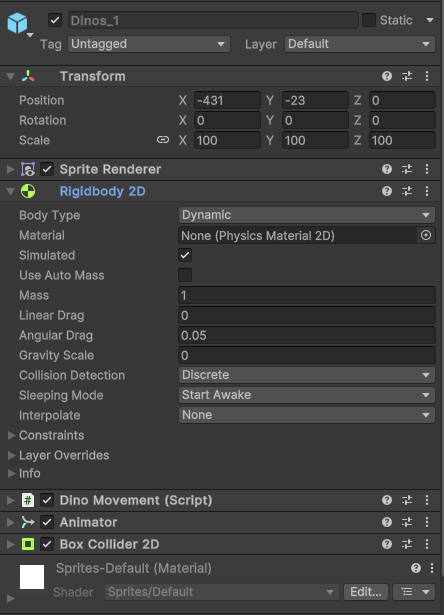 Dinos_1 Static
Tag Untagged Layer Default
Transform
Position X -431 Y -23 Z 0
Rotation X 0 Y 0 Z 0
Scale X 100 Y 100 Z 100
Sprite Renderer
Rigidbody 2D
Body Type Dynamic
Material None (Physics Material 2D)
Simulated
Use Auto Mass
Mass 1
Linear Drag 0
Angular Drag 0.05
Gravity Scale 0
Collision Detection Discrete
Sleeping Mode Start Awake
Interpolate None
Constraints
Layer Overrides
Info
# Dino Movement (Script)
Animator
Box Collider 2D
Sprites-Default (Material)
Shader Sprites/Default Edit...